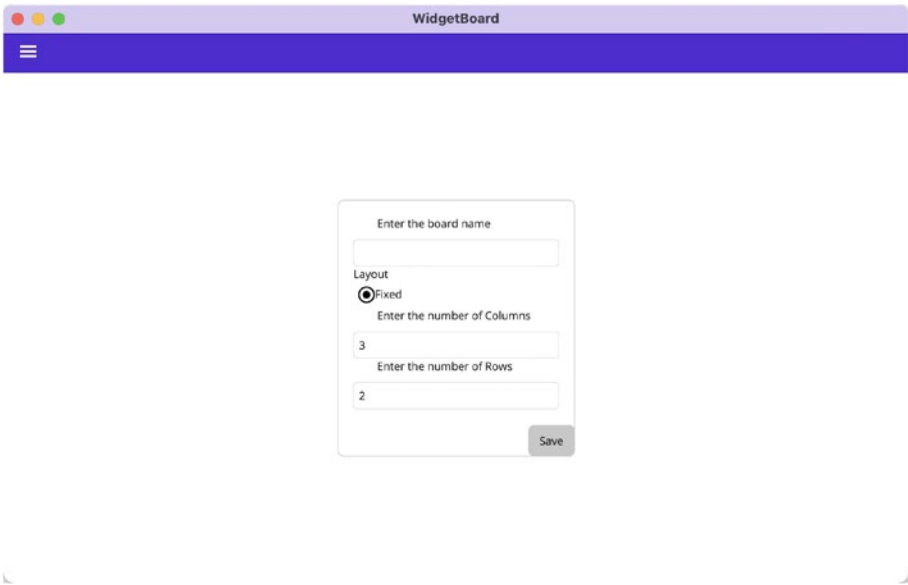 WidgetBoard
Enter the board name
Layout
Fixed
Enter the number of Columns
3
Enter the number of Rows
2
Save